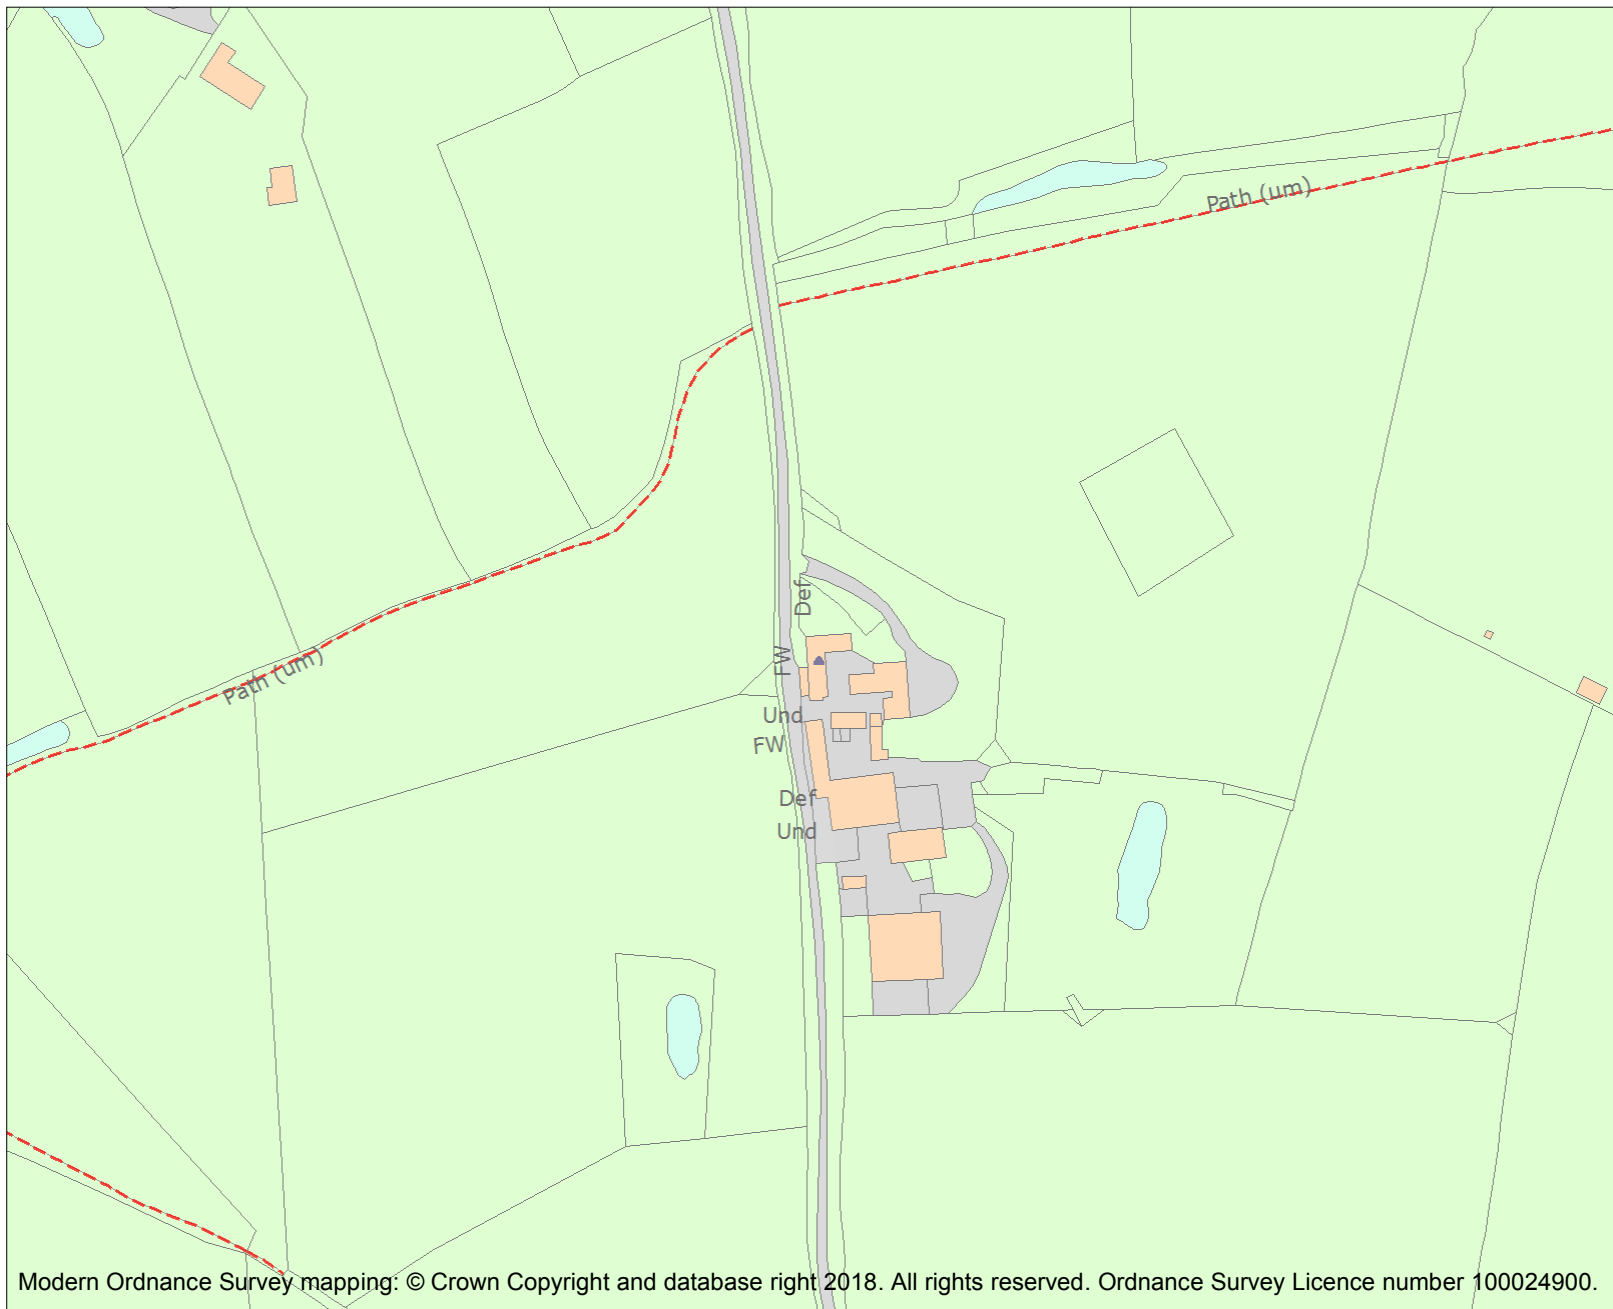 Path (um)
Def
FW
Path (um)
Und
FW
Def
Und
Modern Ordnance Survey mapping: © Crown Copyright and database right 2018. All rights reserved. Ordnance Survey Licence number 100024900.